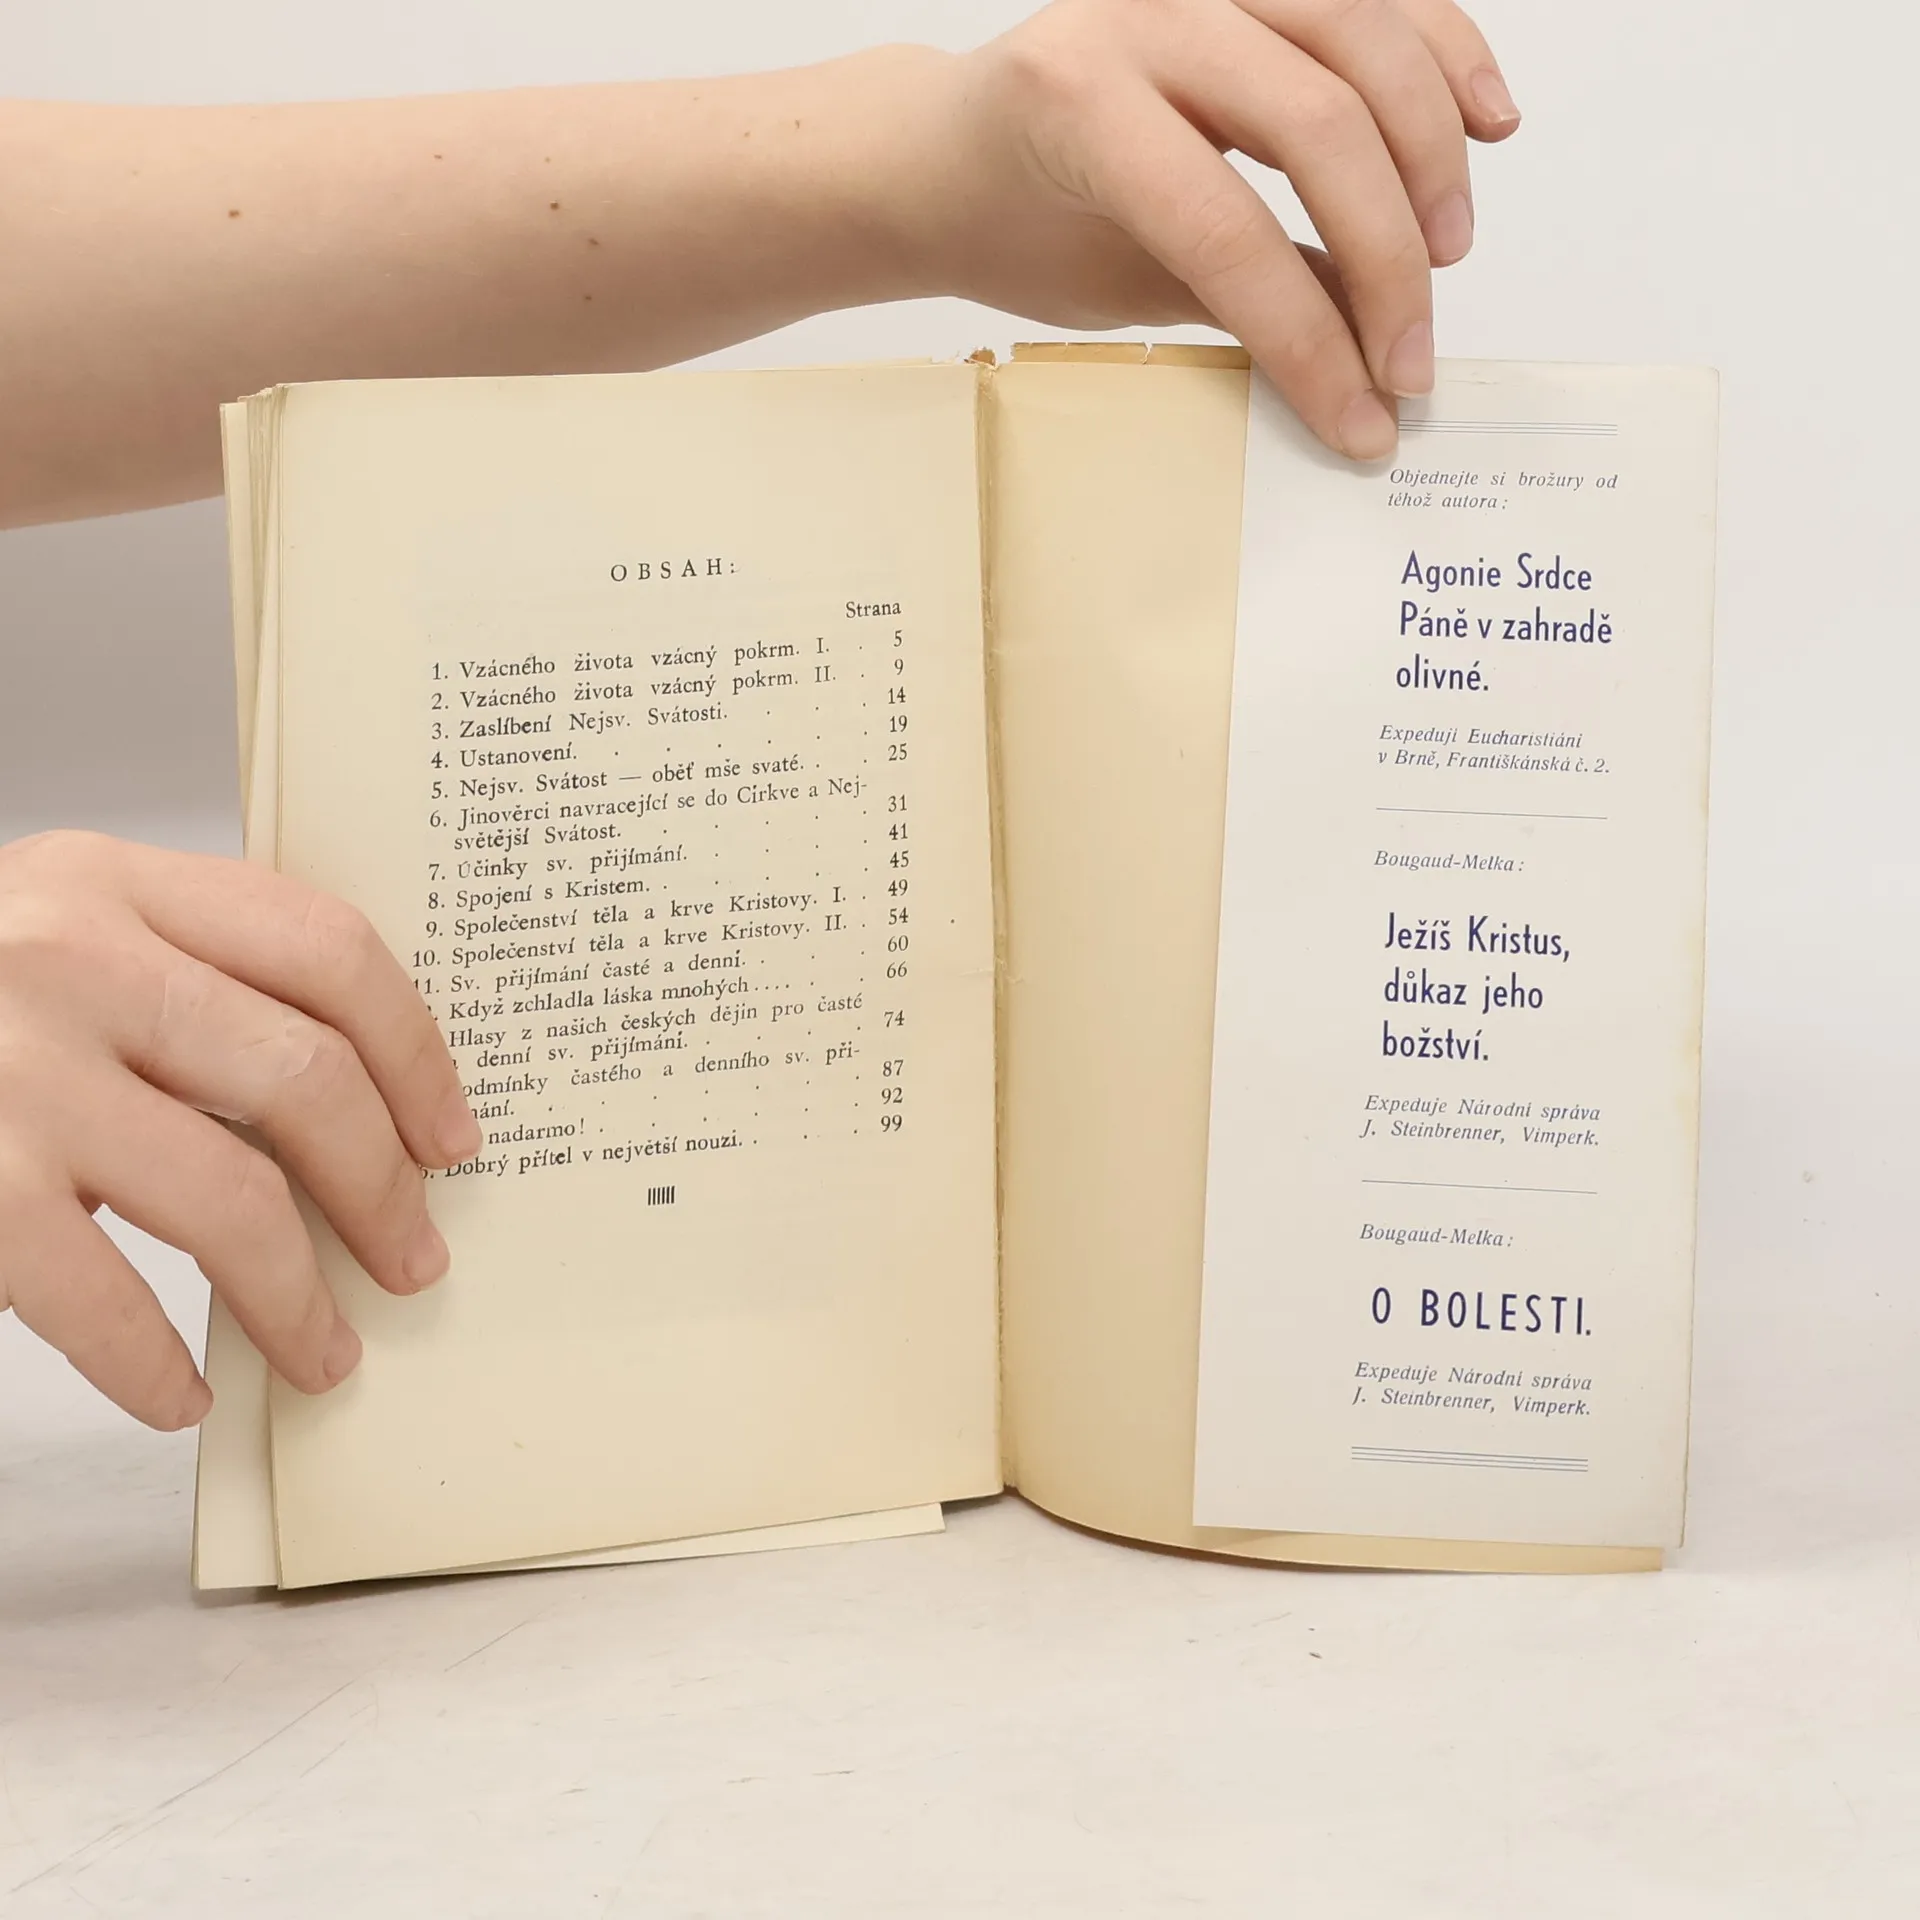 OBSAH:
Strana
1. Vzácného života vzácný pokrm. I. . 5
2. Vzácného života vzácný pokrm. II. . 9
3. Zaslíbení Nejsv. Svátosti. . . . 14
4. Ustanovení. . . . . . . 19
5. Nejsv. Svátost — oběť mše svaté. . . 25
6. Jinověrci navracející se do Církve a Nej-
světější Svátost. . . . . . 31
7. Účinky sv. přijímání. . . . . 41
8. Spojení s Kristem. . . . . . 45
9. Společenství těla a krve Kristovy. I. . 49
10. Společenství těla a krve Kristovy. II. . 54
11. Sv. přijímání časté a denní. . . . 60
Když zchladla láska mnohých.... . . 66
Hlasy z našich českých dějin pro časté
denní sv. přijímání. . . . . 74
odmínky častého a denního sv. při-
ání. . . . . . . . 87
nadarmo! . . . . . . 92
Dobrý přítel v největší nouzi. . . . 99
Objednejte si brožury od
téhož autora:
Agonie Srdce
Páně v zahradě
olivné.
Expedují Eucharistiáni
v Brně, Františkánská č. 2.
Bougaud-Melka:
Ježíš Kristus,
důkaz jeho
božství.
Expeduje Národní správa
J. Steinbrenner, Vimperk.
Bougaud-Melka:
O BOLESTI.
Expeduje Národní správa
J. Steinbrenner, Vimperk.